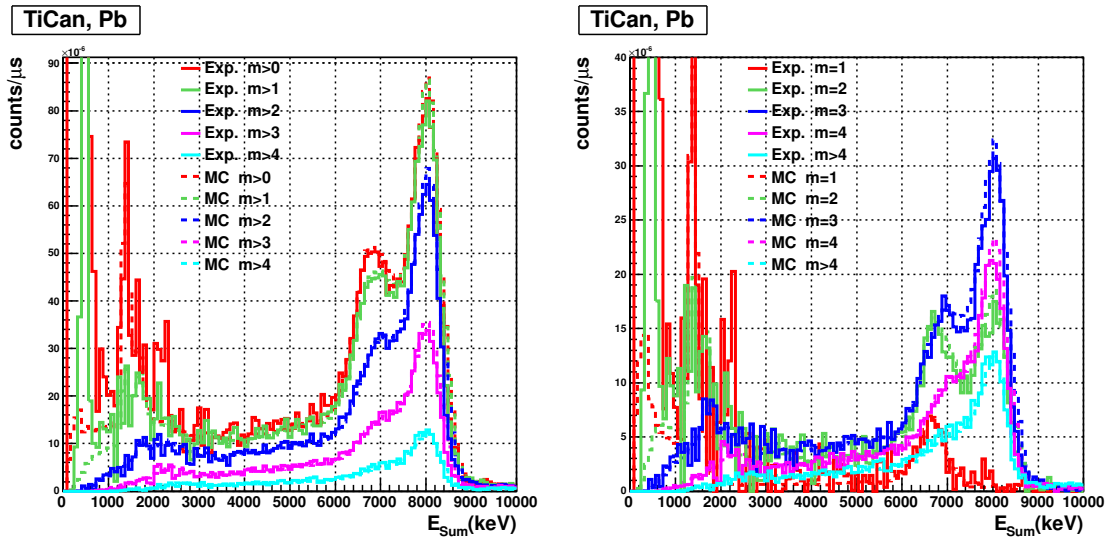 TiCan, Pb
×10⁻⁶
counts/μs
90
80
70
60
50
40
30
20
10
0
Exp. m>0
Exp. m>1
Exp. m>2
Exp. m>3
Exp. m>4
MC m>0
MC m>1
MC m>2
MC m>3
MC m>4
0 1000 2000 3000 4000 5000 6000 7000 8000 9000 10000
E_Sum(keV)
TiCan, Pb
×10⁻⁶
counts/μs
40
35
30
25
20
15
10
5
0
Exp. m=1
Exp. m=2
Exp. m=3
Exp. m=4
Exp. m>4
MC m=1
MC m=2
MC m=3
MC m=4
MC m>4
0 1000 2000 3000 4000 5000 6000 7000 8000 9000 10000
E_Sum(keV)